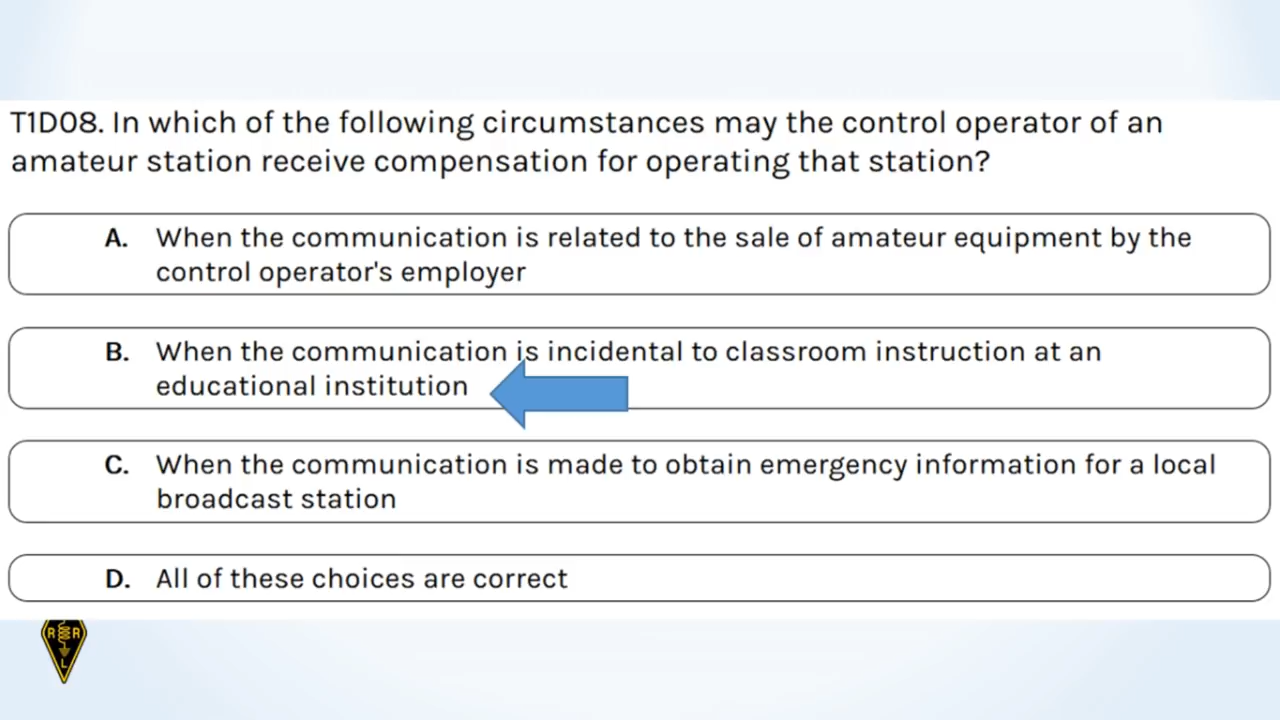 T1D08. In which of the following circumstances may the control operator of an
amateur station receive compensation for operating that station?
A. When the communication is related to the sale of amateur equipment by the
control operator's employer
B. When the communication is incidental to classroom instruction at an
educational institution
C. When the communication is made to obtain emergency information for a local
broadcast station
D. All of these choices are correct
R R
L